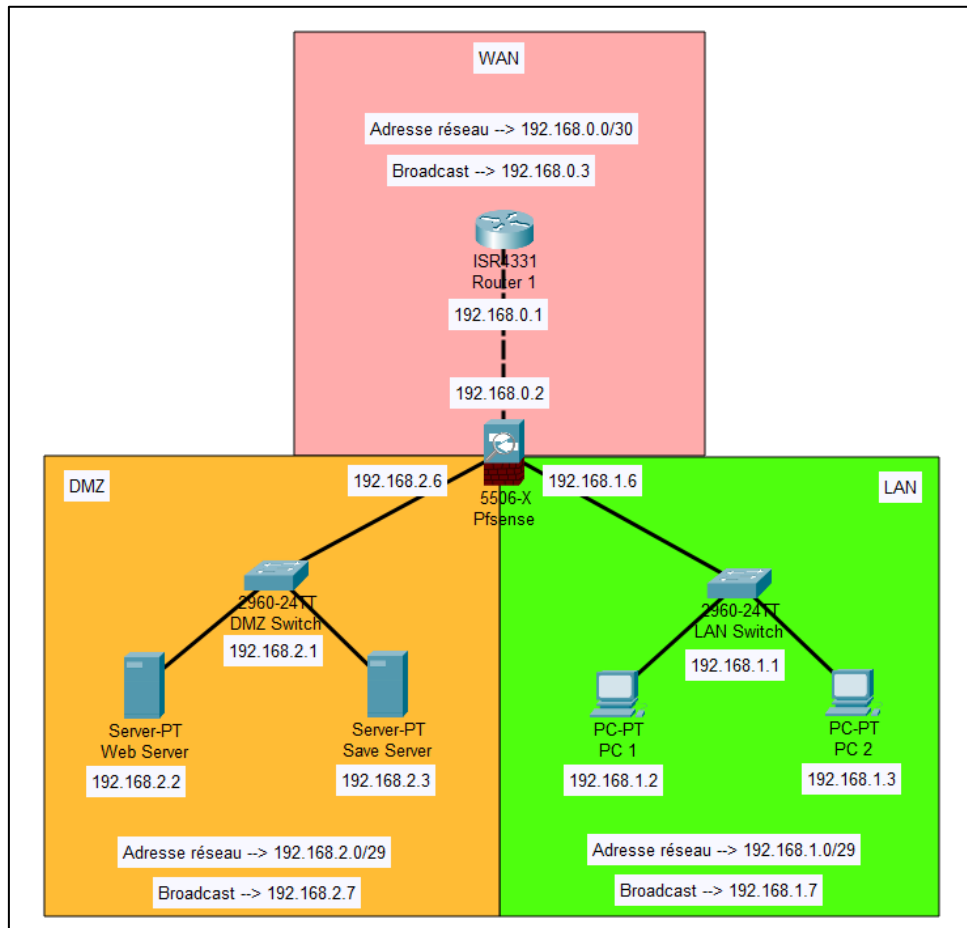 WAN
Adresse réseau --> 192.168.0.0/30
Broadcast --> 192.168.0.3
ISR4331
Router 1
192.168.0.1
192.168.0.2
5506-X
Pfsense
DMZ
192.168.2.6
2960-24TT
DMZ Switch
192.168.2.1
Server-PT
Web Server
192.168.2.2
Server-PT
Save Server
192.168.2.3
Adresse réseau --> 192.168.2.0/29
Broadcast --> 192.168.2.7
LAN
192.168.1.6
2960-24TT
LAN Switch
192.168.1.1
PC-PT
PC 1
192.168.1.2
PC-PT
PC 2
192.168.1.3
Adresse réseau --> 192.168.1.0/29
Broadcast --> 192.168.1.7